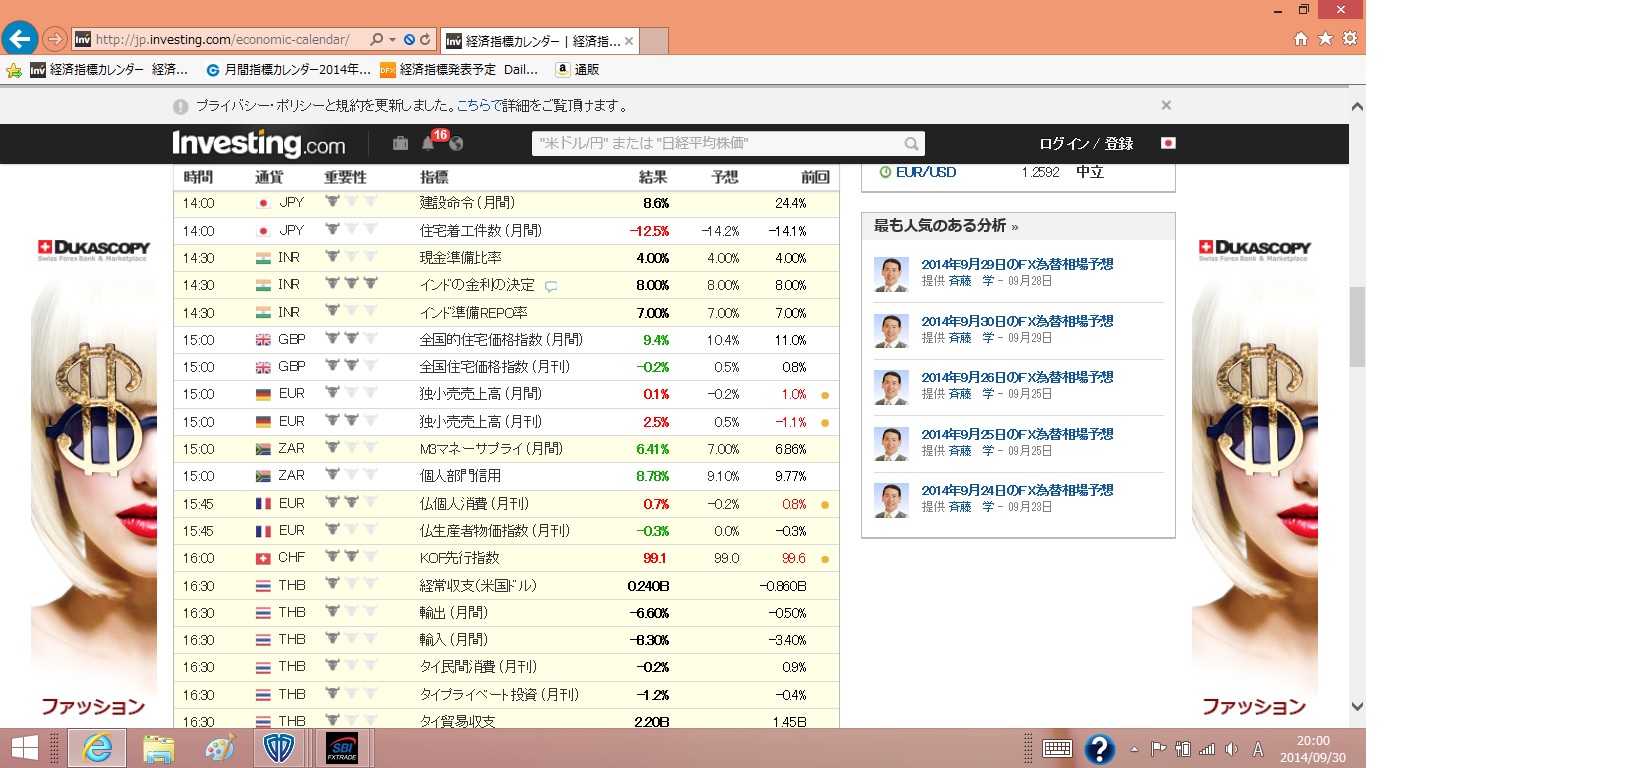 http://jp.investing.com/economic-calendar/
経済指標カレンダー | 経済指...
経済指標カレンダー 経済...
月間指標カレンダー2014年...
経済指標発表予定 Dail...
通販
プライバシー・ポリシーと規約を更新しました。こちらで詳細をご覧頂けます。
Investing.com
16
"米ドル/円" または "日経平均株価"
ログイン / 登録
時間 通貨 重要性 指標 結果 予想 前回
14:00 JPY 建設命令 (月間) 8.6% 24.4%
14:00 JPY 住宅着工件数 (月間) -12.5% -14.2% -14.1%
14:30 INR 現金準備比率 4.00% 4.00% 4.00%
14:30 INR インドの金利の決定 8.00% 8.00% 8.00%
14:30 INR インド準備REPO率 7.00% 7.00% 7.00%
15:00 GBP 全国的住宅価格指数 (月間) 9.4% 10.4% 11.0%
15:00 GBP 全国住宅価格指数 (月刊) -0.2% 0.5% 0.8%
15:00 EUR 独小売売上高 (月間) 0.1% -0.2% 1.0%
15:00 EUR 独小売売上高 (月刊) 2.5% 0.5% -1.1%
15:00 ZAR M3マネーサプライ (月間) 6.41% 7.00% 6.86%
15:00 ZAR 個人部門信用 8.78% 9.10% 9.77%
15:45 EUR 仏個人消費 (月刊) 0.7% -0.2% 0.8%
15:45 EUR 仏生産者物価指数 (月刊) -0.3% 0.0% -0.3%
16:00 CHF KOF先行指数 99.1 99.0 99.6
16:30 THB 経常収支(米国ドル) 0.240B -0.860B
16:30 THB 輸出 (月間) -6.60% -0.50%
16:30 THB 輸入 (月間) -8.30% -3.40%
16:30 THB タイ民間消費 (月刊) -0.2% 0.9%
16:30 THB タイプライベート投資 (月刊) -1.2% -0.4%
16:30 THB タイ貿易収支 2.20B 1.45B
EUR/USD 1.2592 中立
最も人気のある分析 »
2014年9月29日のFX為替相場予想
提供 斉藤 学 - 09月28日
2014年9月30日のFX為替相場予想
提供 斉藤 学 - 09月29日
2014年9月26日のFX為替相場予想
提供 斉藤 学 - 09月25日
2014年9月25日のFX為替相場予想
提供 斉藤 学 - 09月25日
2014年9月24日のFX為替相場予想
提供 斉藤 学 - 09月23日
DUKASCOPY
Swiss Forex Bank & Marketplace
ファッション
DUKASCOPY
Swiss Forex Bank & Marketplace
ファッション
SBI
FXTRADE
A
20:00
2014/09/30